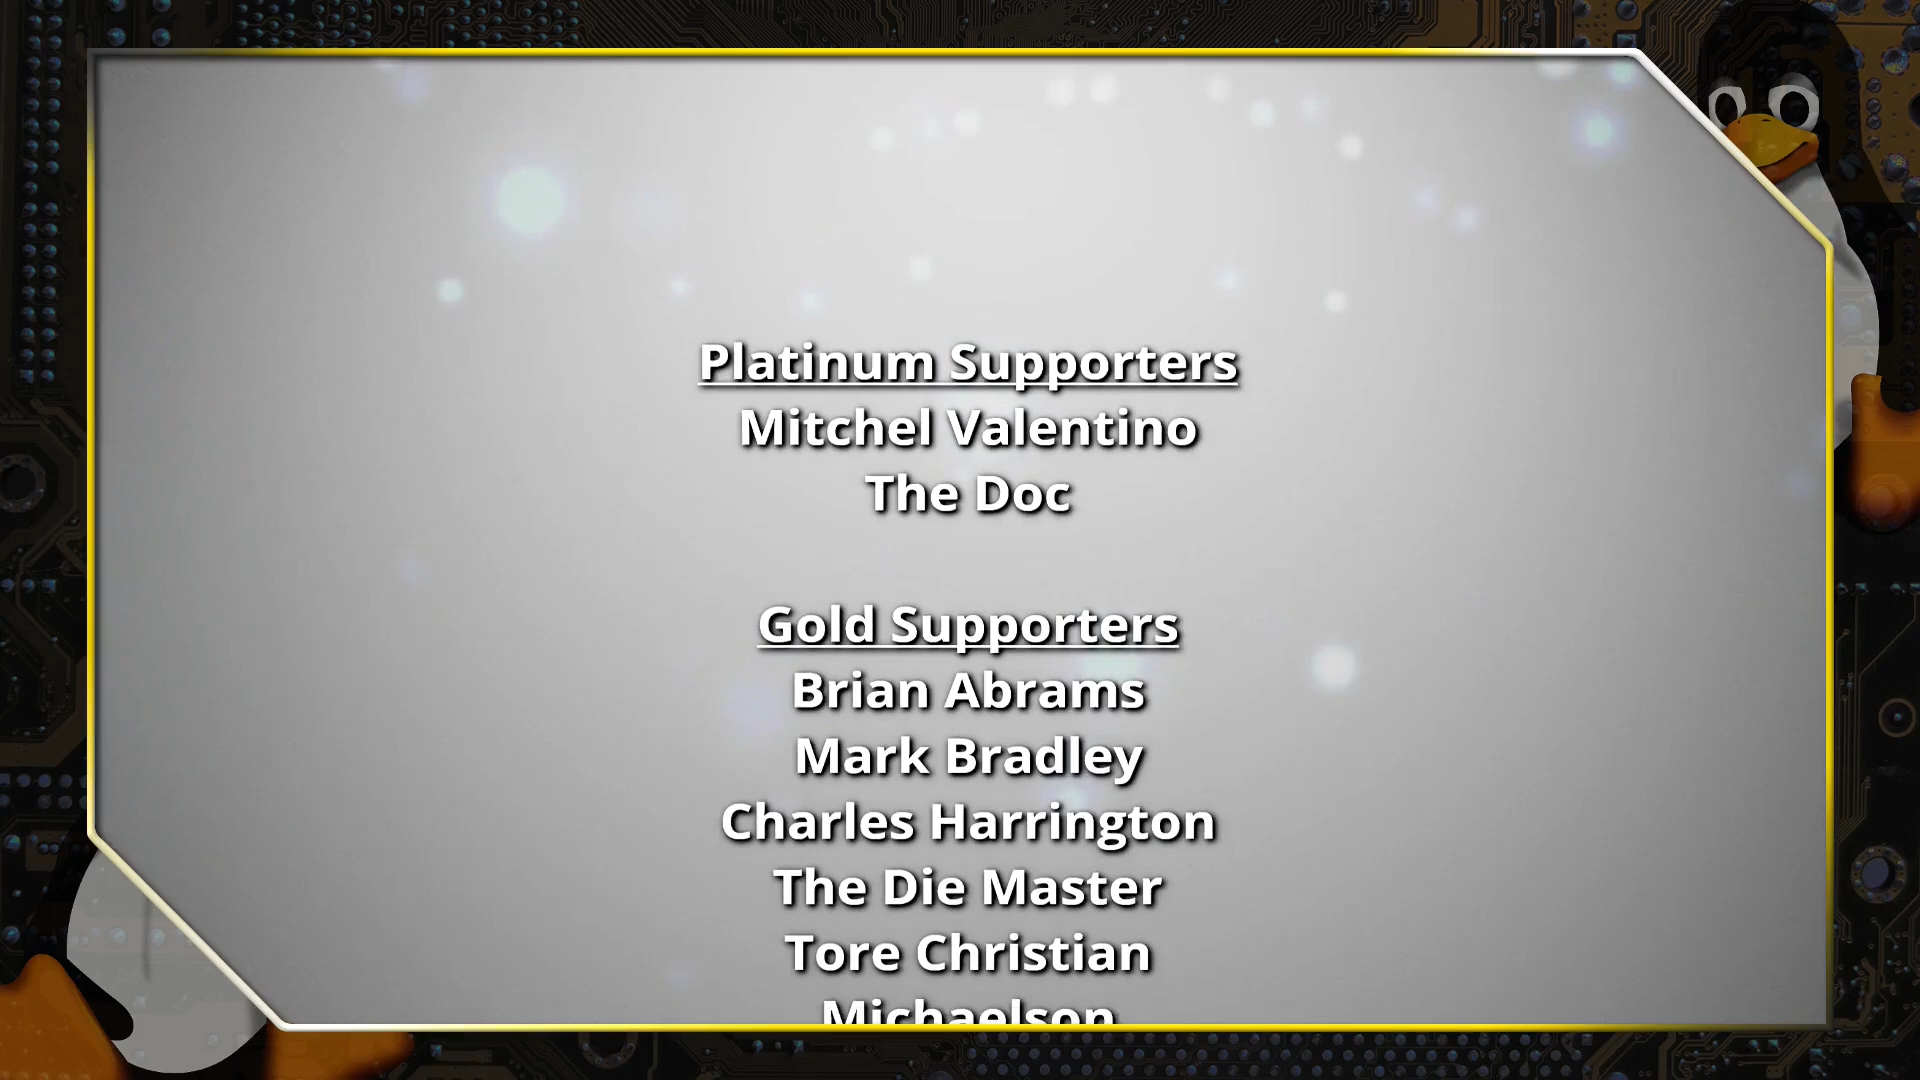 Platinum Supporters
Mitchel Valentino
The Doc
Gold Supporters
Brian Abrams
Mark Bradley
Charles Harrington
The Die Master
Tore Christian
Michaelson